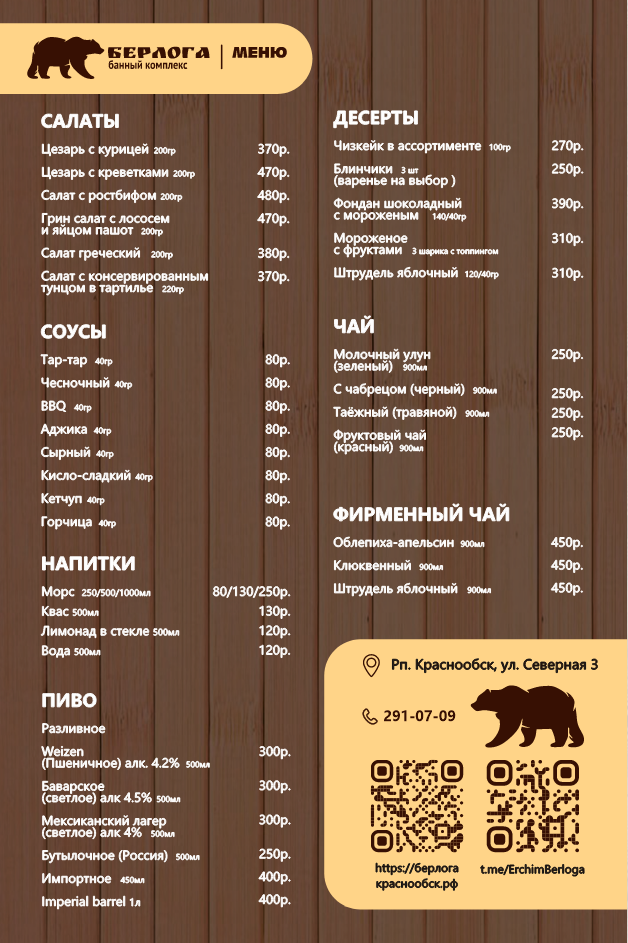 БЕРЛОГА
банный комплекс
МЕНЮ
САЛАТЫ
Цезарь с курицей 200гр 370р.
Цезарь с креветками 200гр 470р.
Салат с ростбифом 200гр 480р.
Грин салат с лососем 470р.
и яйцом пашот 200гр
Салат греческий 200гр 380р.
Салат с консервированным 370р.
тунцом в тартилье 220гр
СОУСЫ
Тар-тар 40гр 80р.
Чесночный 40гр 80р.
BBQ 40гр 80р.
Аджика 40гр 80р.
Сырный 40гр 80р.
Кисло-сладкий 40гр 80р.
Кетчуп 40гр 80р.
Горчица 40гр 80р.
НАПИТКИ
Морс 250/500/1000мл 80/130/250р.
Квас 500мл 130р.
Лимонад в стекле 500мл 120р.
Вода 500мл 120р.
ПИВО
Разливное
Weizen 300р.
(Пшеничное) алк. 4.2% 500мл
Баварское 300р.
(светлое) алк 4.5% 500мл
Мексиканский лагер 300р.
(светлое) алк 4% 500мл
Бутылочное (Россия) 500мл 250р.
Импортное 450мл 400р.
Imperial barrel 1л 400р.
ДЕСЕРТЫ
Чизкейк в ассортименте 100гр 270р.
Блинчики 3 шт 250р.
(варенье на выбор )
Фондан шоколадный 390р.
с мороженым 140/40гр
Мороженое 310р.
с фруктами 3 шарика с топпингом
Штрудель яблочный 120/40гр 310р.
ЧАЙ
Молочный улун 250р.
(зеленый) 900мл
С чабрецом (черный) 900мл 250р.
Таёжный (травяной) 900мл 250р.
Фруктовый чай 250р.
(красный) 900мл
ФИРМЕННЫЙ ЧАЙ
Облепиха-апельсин 900мл 450р.
Клюквенный 900мл 450р.
Штрудель яблочный 900мл 450р.
Рп. Краснообск, ул. Северная 3
291-07-09
https://берлога
краснообск.рф
t.me/ErchimBerloga